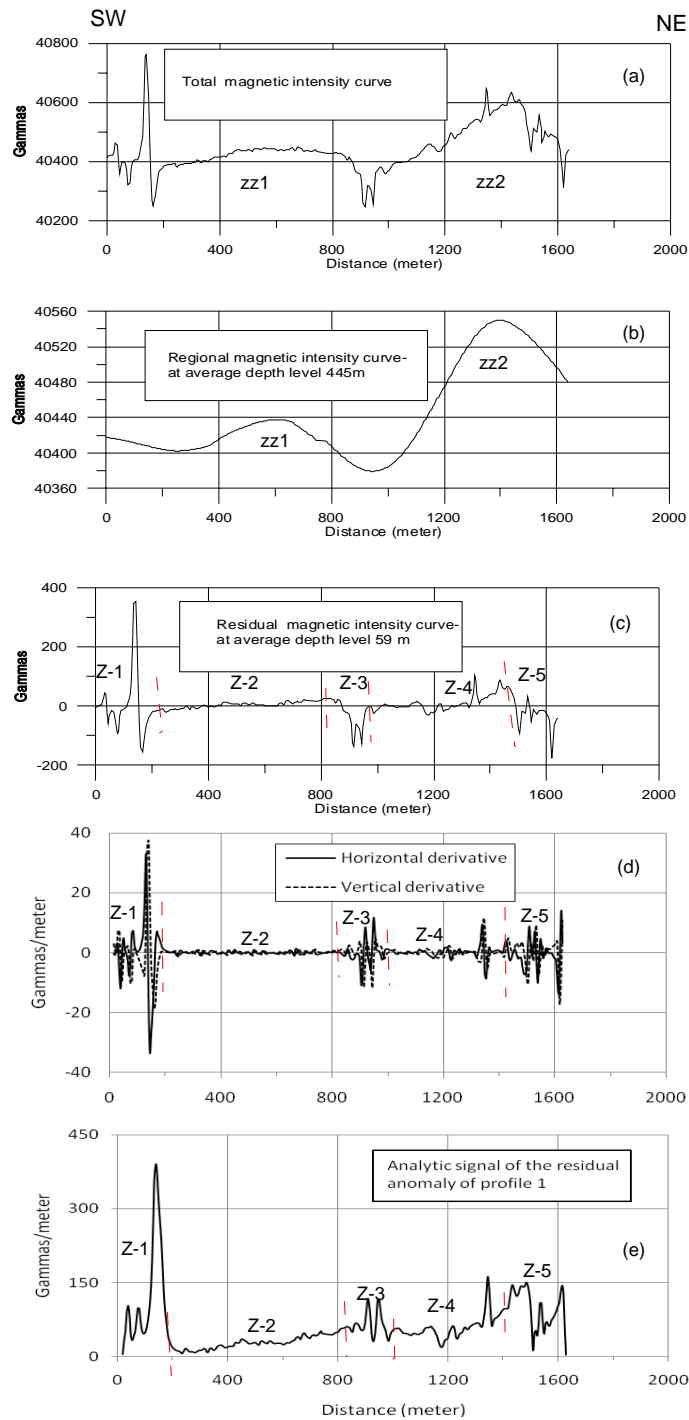 SW NE
40800
40600
40400
40200
Gammas
Total magnetic intensity curve
(a)
zz1
zz2
0 400 800 1200 1600 2000
Distance (meter)
40560
40520
40480
40440
40400
40360
Gammas
Regional magnetic intensity curve-
at average depth level 445m
(b)
zz1
zz2
0 400 800 1200 1600 2000
Distance (meter)
400
200
0
-200
Gammas
Residual magnetic intensity curve-
at average depth level 59 m
(c)
Z-1 Z-2 Z-3 Z-4 Z-5
0 400 800 1200 1600 2000
Distance (meter)
40
20
0
-20
-40
Gammas/meter
Horizontal derivative
Vertical derivative
(d)
Z-1 Z-2 Z-3 Z-4 Z-5
0 400 800 1200 1600 2000
450
300
150
0
Gammas/meter
Analytic signal of the residual
anomaly of profile 1
(e)
Z-1 Z-2 Z-3 Z-4 Z-5
0 400 800 1200 1600 2000
Distance (meter)